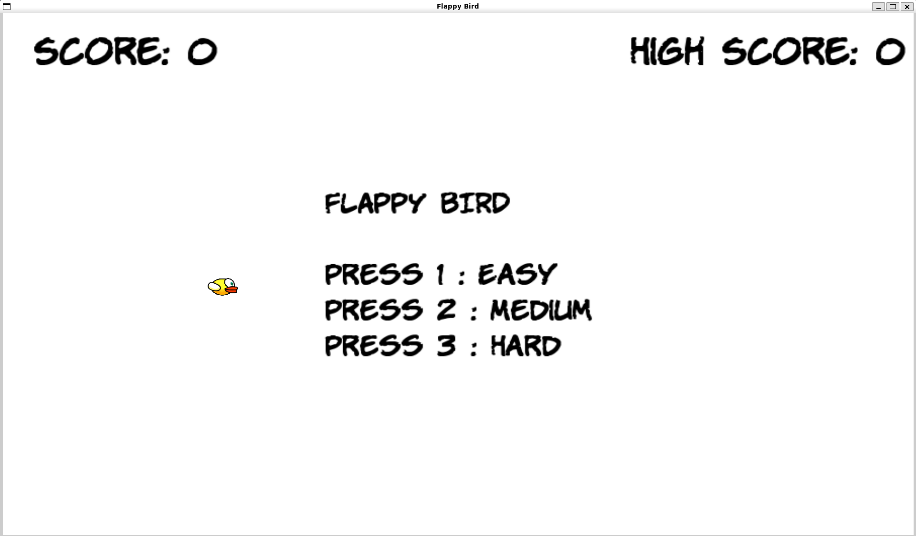 Flappy Bird
SCORE: 0
HIGH SCORE: 0
FLAPPY BIRD
PRESS 1 : EASY
PRESS 2 : MEDIUM
PRESS 3 : HARD